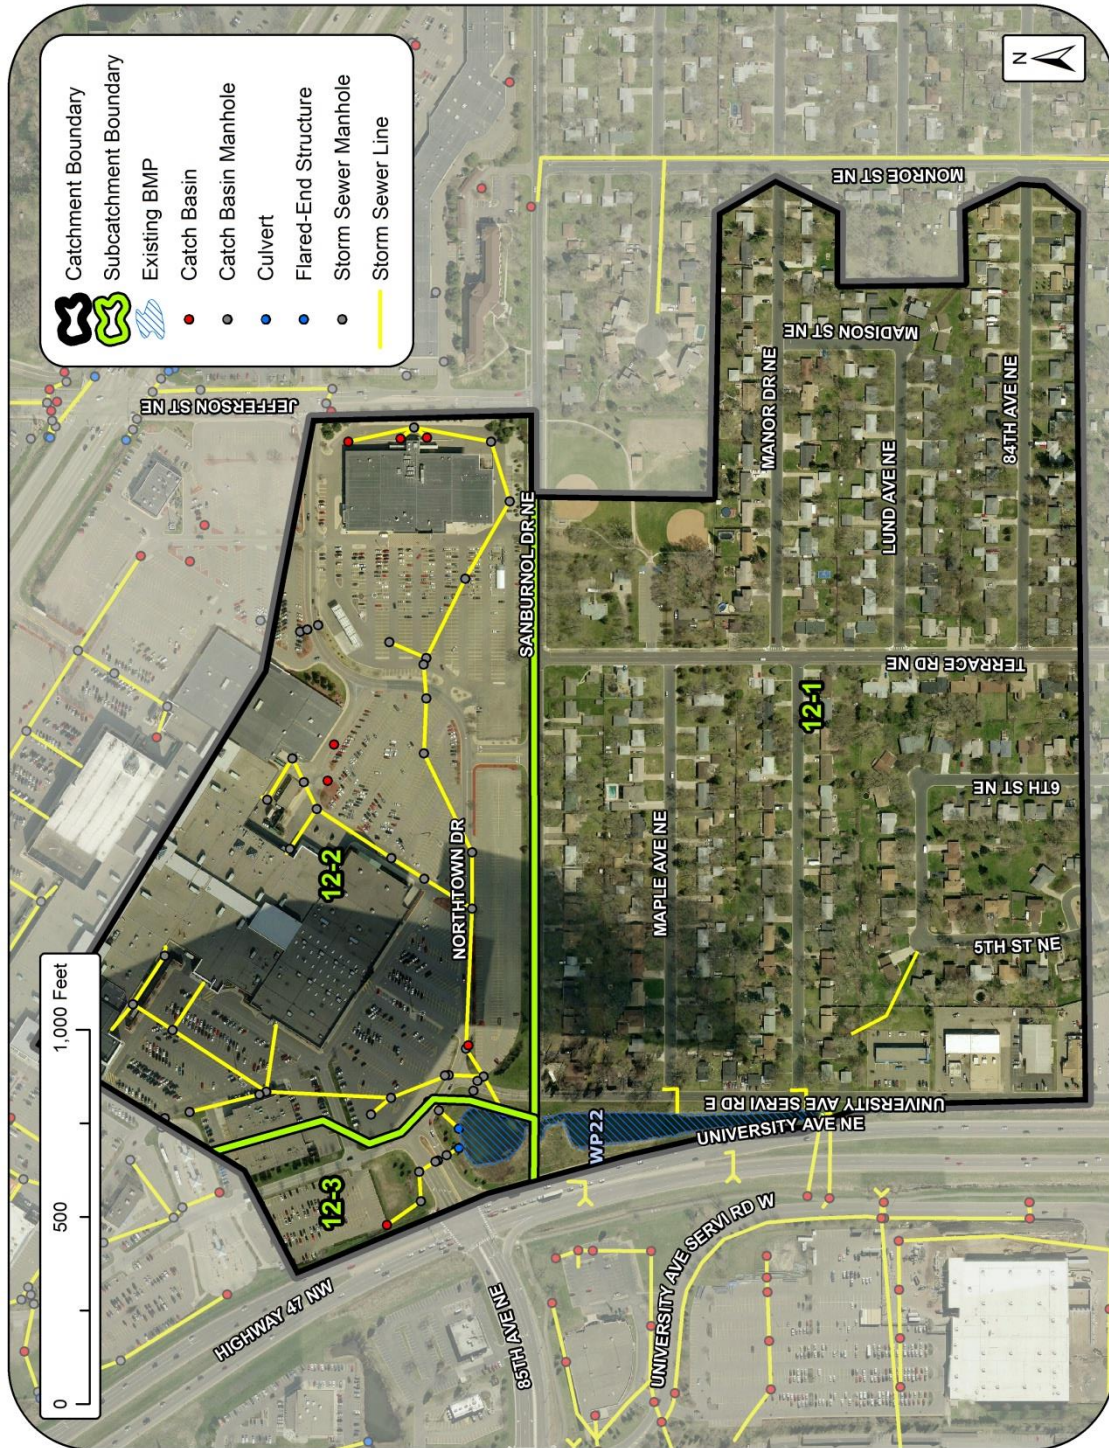 Catchment Boundary
Subcatchment Boundary
Existing BMP
Catch Basin
Catch Basin Manhole
Culvert
Flared-End Structure
Storm Sewer Manhole
Storm Sewer Line
N
0 500 1,000 Feet
JEFFERSON ST NE
MONROE ST NE
SANBURNOL DR NE
MANOR DR NE
MADISON ST NE
LUND AVE NE
84TH AVE NE
TERRACE RD NE
12-1
12-2
12-3
NORTHTOWN DR
MAPLE AVE NE
6TH ST NE
5TH ST NE
WP22
UNIVERSITY AVE SERVI RD E
UNIVERSITY AVE NE
HIGHWAY 47 NW
85TH AVE NE
UNIVERSITY AVE SERVI RD W